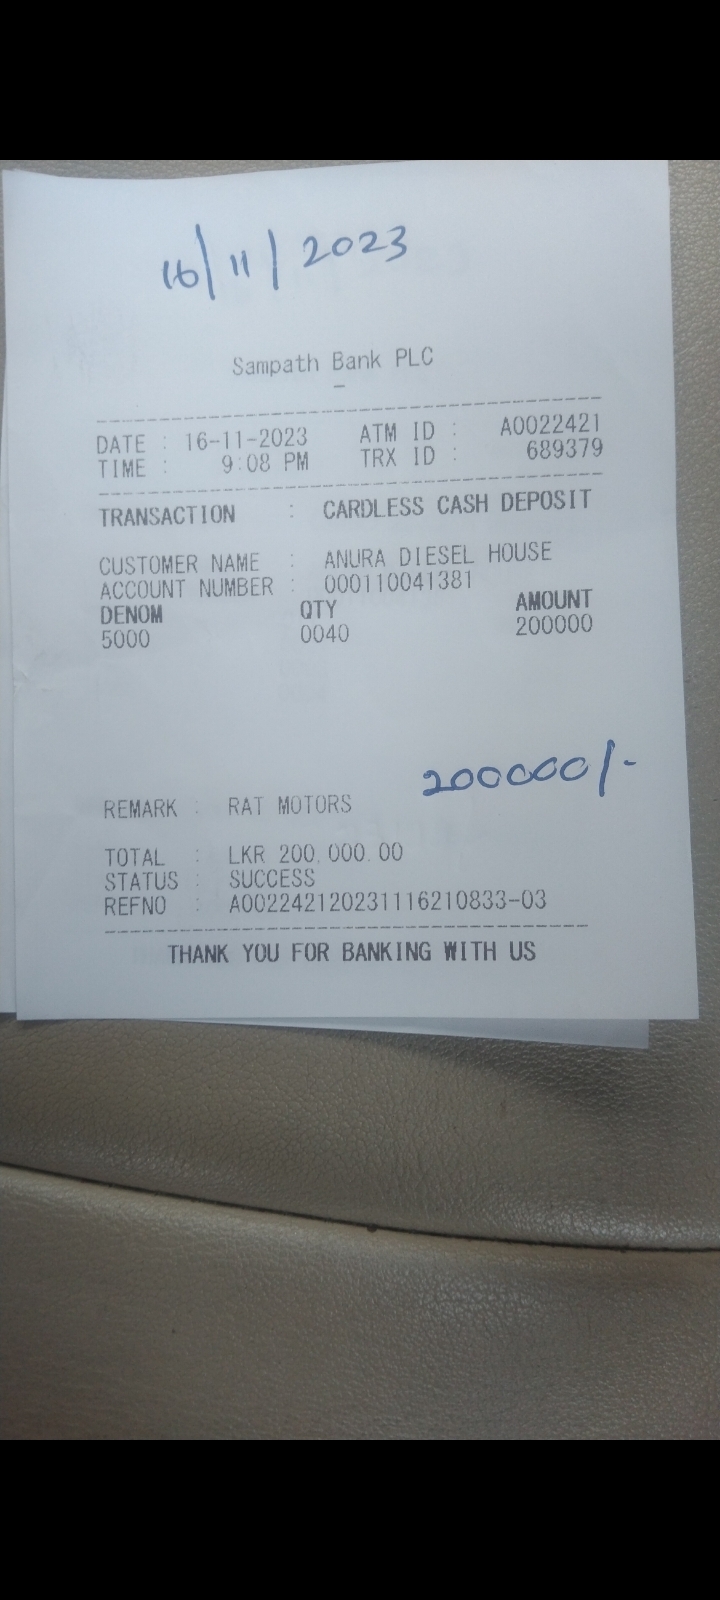 16/11/2023
Sampath Bank PLC
-
DATE : 16-11-2023 ATM ID : A0022421
TIME : 9:08 PM TRX ID : 689379
TRANSACTION : CARDLESS CASH DEPOSIT
CUSTOMER NAME : ANURA DIESEL HOUSE
ACCOUNT NUMBER : 000110041381
DENOM QTY AMOUNT
5000 0040 200000
200000/-
REMARK : RAT MOTORS
TOTAL : LKR 200,000.00
STATUS : SUCCESS
REFNO : A002242120231116210833-03
THANK YOU FOR BANKING WITH US